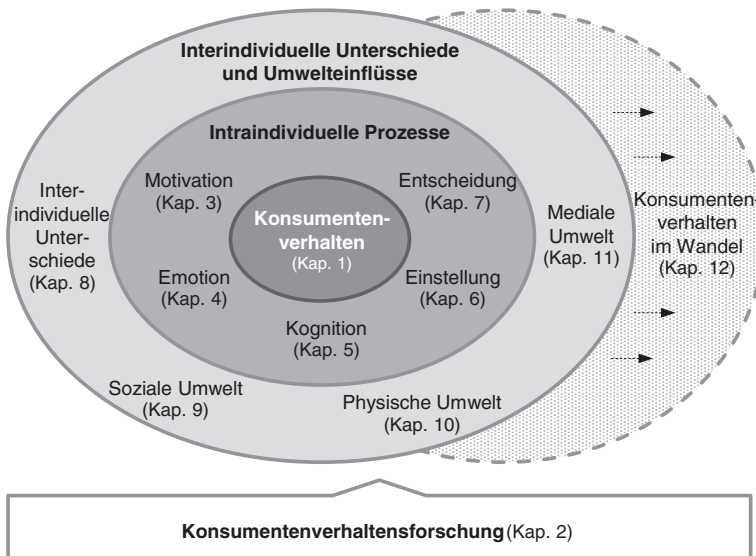 Interindividuelle Unterschiede
und Umwelteinflüsse
Intraindividuelle Prozesse
Motivation
(Kap. 3)
Entscheidung
(Kap. 7)
Inter-
individuelle
Unter-
schiede
(Kap. 8)
Konsumenten-
verhalten
(Kap. 1)
Mediale
Umwelt
(Kap. 11)
Konsumenten-
verhalten
im Wandel
(Kap. 12)
Emotion
(Kap. 4)
Einstellung
(Kap. 6)
Kognition
(Kap. 5)
Soziale Umwelt
(Kap. 9)
Physische Umwelt
(Kap. 10)
Konsumentenverhaltensforschung (Kap. 2)